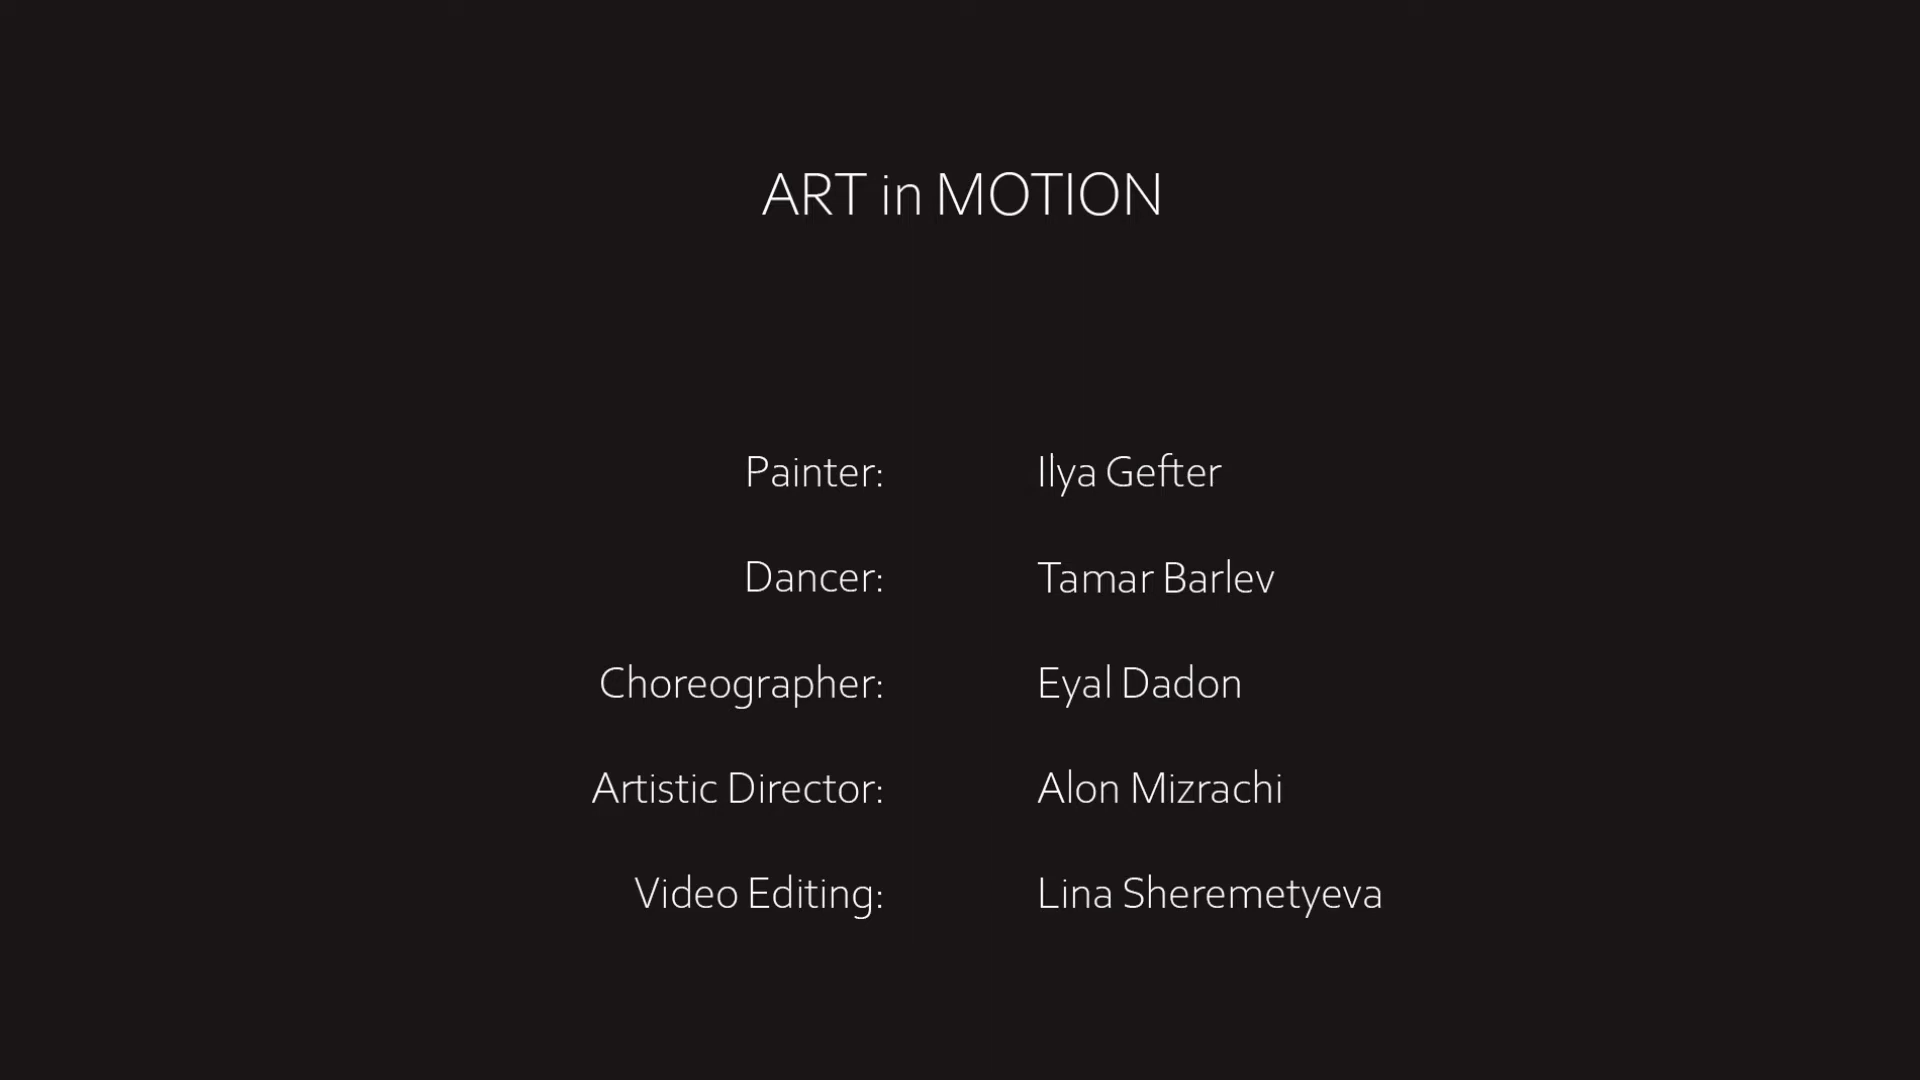 ART in MOTION
Painter: Ilya Gefter
Dancer: Tamar Barlev
Choreographer: Eyal Dadon
Artistic Director: Alon Mizrachi
Video Editing: Lina Sheremetyeva